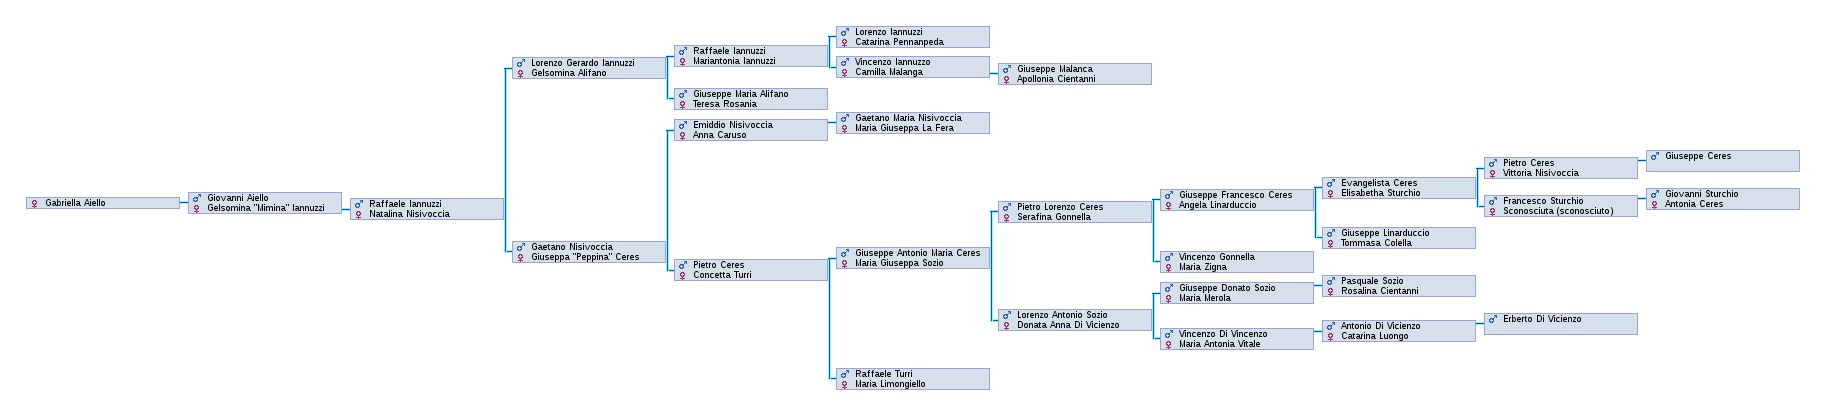 Gabriella Aiello
Giovanni Aiello
Gelsomina "Mimina" Iannuzzi
Raffaele Iannuzzi
Natalina Nisivoccia
Lorenzo Gerardo Iannuzzi
Gelsomina Alifano
Gaetano Nisivoccia
Giuseppa "Peppina" Ceres
Raffaele Iannuzzi
Mariantonia Iannuzzi
Giuseppe Maria Alifano
Teresa Rosania
Emiddio Nisivoccia
Anna Caruso
Pietro Ceres
Concetta Turri
Lorenzo Iannuzzi
Catarina Pennanpeda
Vincenzo Iannuzzo
Camilla Malanga
Gaetano Maria Nisivoccia
Maria Giuseppa La Fera
Giuseppe Antonio Maria Ceres
Maria Giuseppa Sozio
Raffaele Turri
Maria Limongiello
Giuseppe Malanca
Apollonia Cientanni
Pietro Lorenzo Ceres
Serafina Gonnella
Lorenzo Antonio Sozio
Donata Anna Di Vicienzo
Giuseppe Francesco Ceres
Angela Linarduccio
Vincenzo Gonnella
Maria Zigna
Giuseppe Donato Sozio
Maria Merola
Vincenzo Di Vincenzo
Maria Antonia Vitale
Evangelista Ceres
Elisabetha Sturchio
Giuseppe Linarduccio
Tommasa Colella
Pasquale Sozio
Rosalina Cientanni
Antonio Di Vicienzo
Catarina Luongo
Pietro Ceres
Vittoria Nisivoccia
Francesco Sturchio
Sconosciuta (sconosciuto)
Erberto Di Vicienzo
Giuseppe Ceres
Giovanni Sturchio
Antonia Ceres